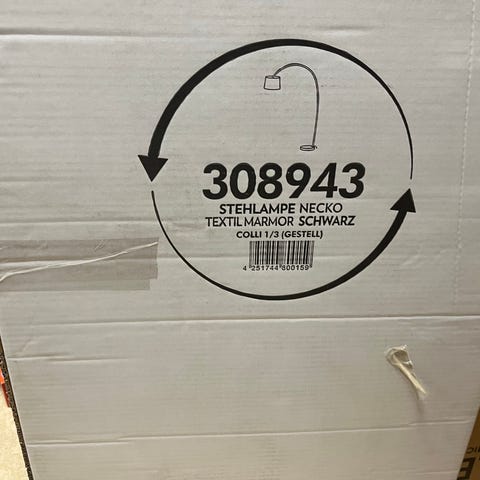 308943
STEHLAMPE NECKO
TEXTIL MARMOR SCHWARZ
COLLI 1/3 (GESTELL)
4 251744 800159